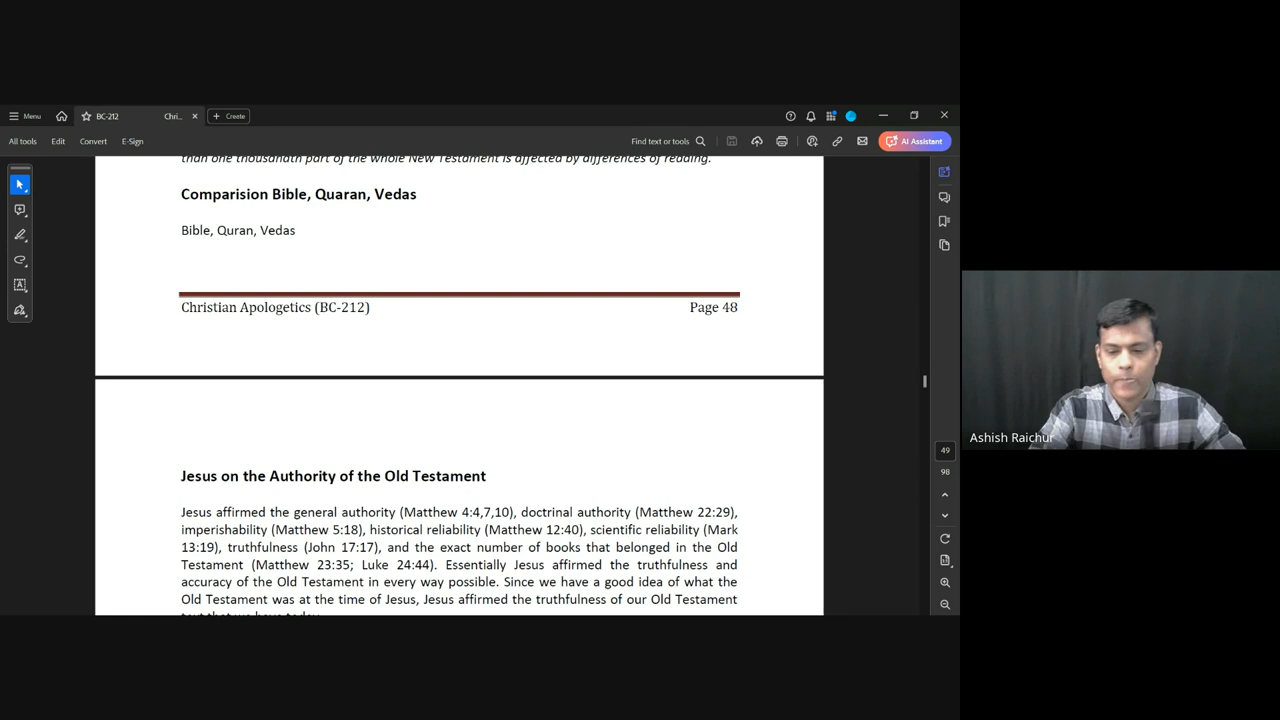 Menu
BC-212
Chri...
Create
All tools
Edit
Convert
E-Sign
Find text or tools
AI Assistant
than one thousandth part of the whole New Testament is affected by differences of reading.
Comparision Bible, Quaran, Vedas
Bible, Quran, Vedas
Christian Apologetics (BC-212)
Page 48
Jesus on the Authority of the Old Testament
Jesus affirmed the general authority (Matthew 4:4,7,10), doctrinal authority (Matthew 22:29),
imperishability (Matthew 5:18), historical reliability (Matthew 12:40), scientific reliability (Mark
13:19), truthfulness (John 17:17), and the exact number of books that belonged in the Old
Testament (Matthew 23:35; Luke 24:44). Essentially Jesus affirmed the truthfulness and
accuracy of the Old Testament in every way possible. Since we have a good idea of what the
Old Testament was at the time of Jesus, Jesus affirmed the truthfulness of our Old Testament
49
98
Ashish Raichur